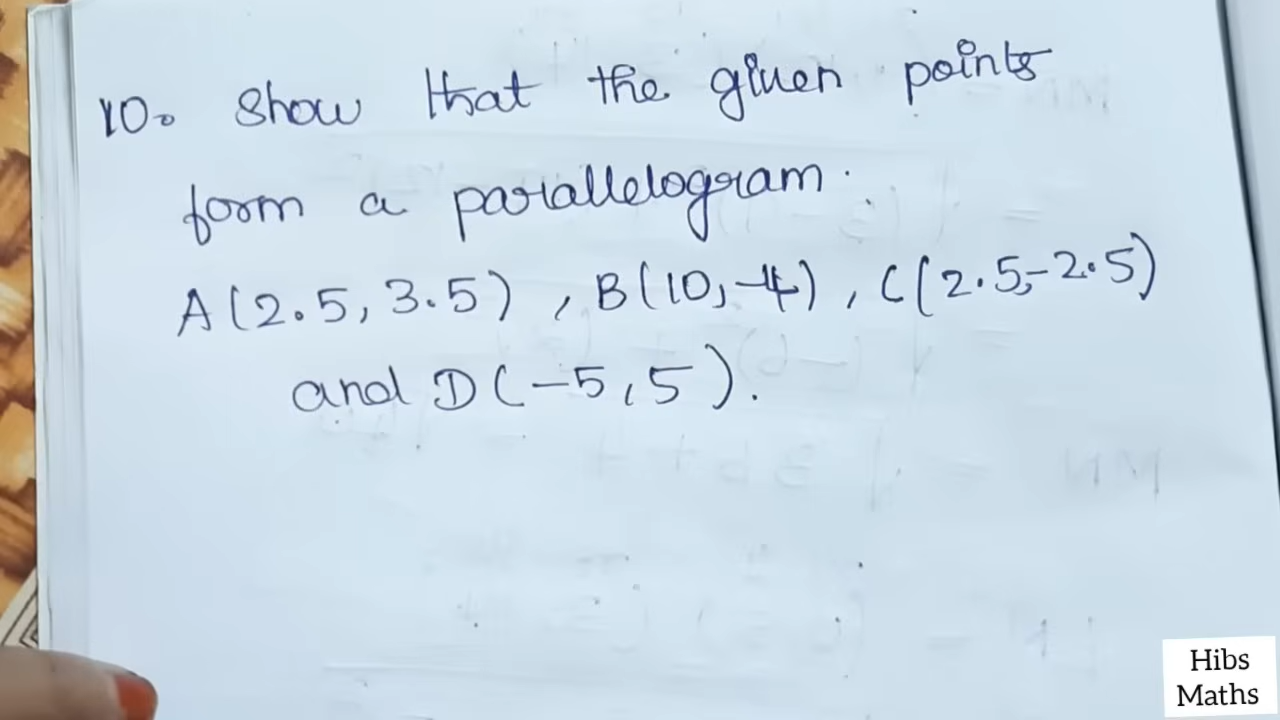 10. Show that the given points
form a parallelogram.
A(2.5, 3.5), B(10, -4), C(2.5, -2.5)
and D(-5, 5).
Hibs
Maths